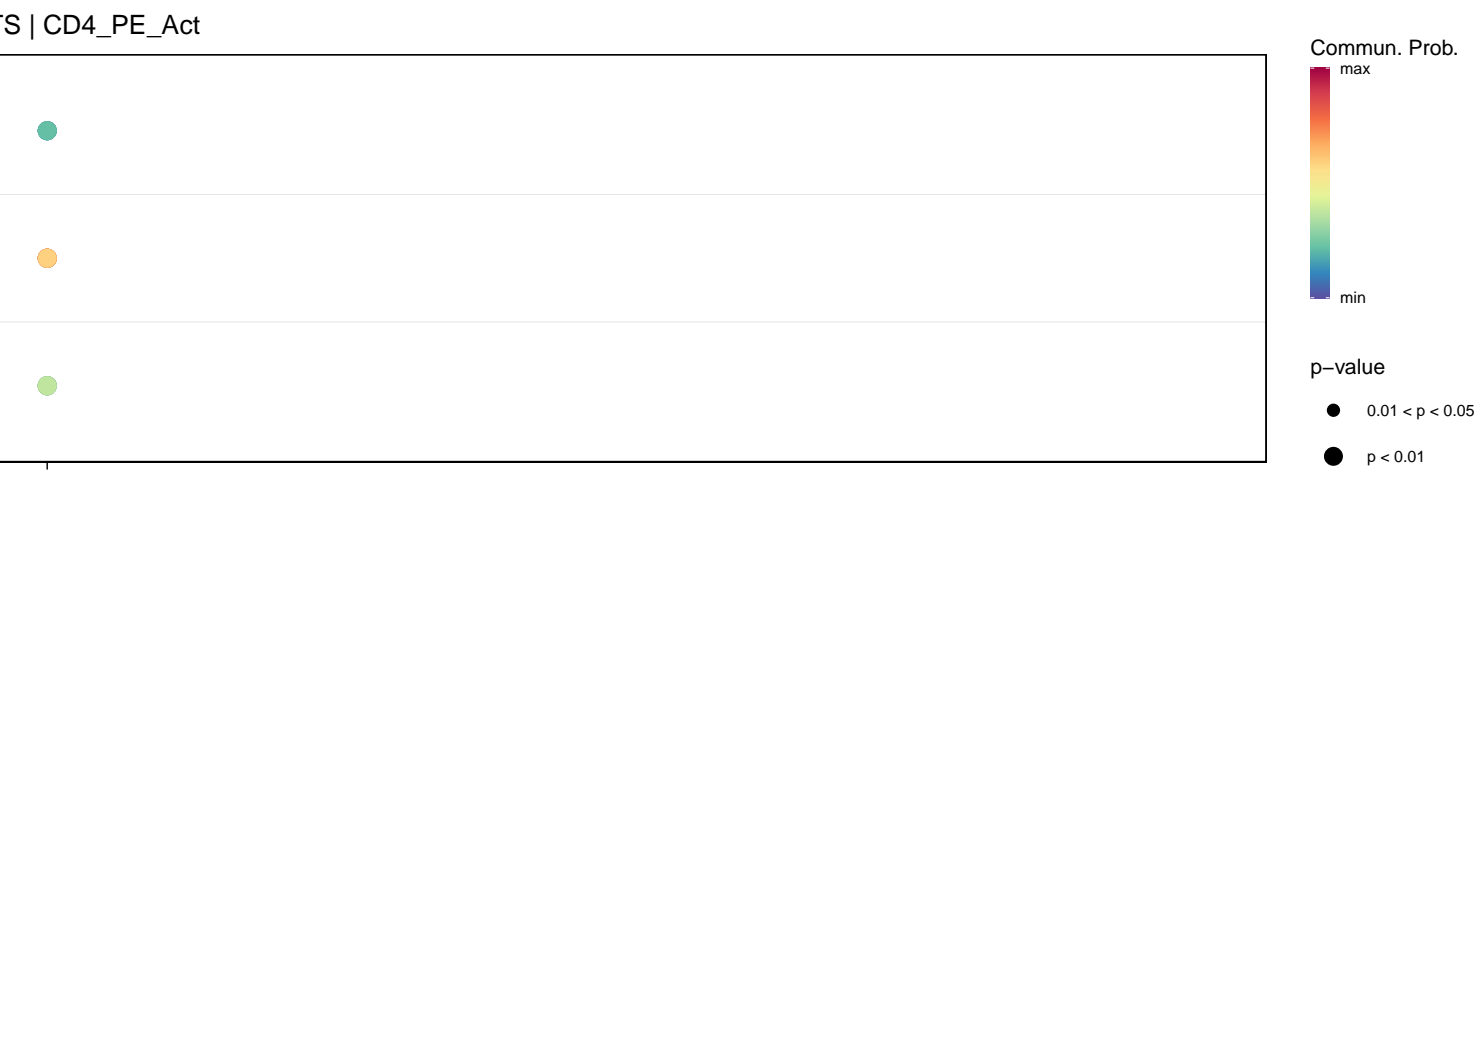 TS | CD4_PE_Act
Commun. Prob.
max
min
p−value
0.01 < p < 0.05
p < 0.01